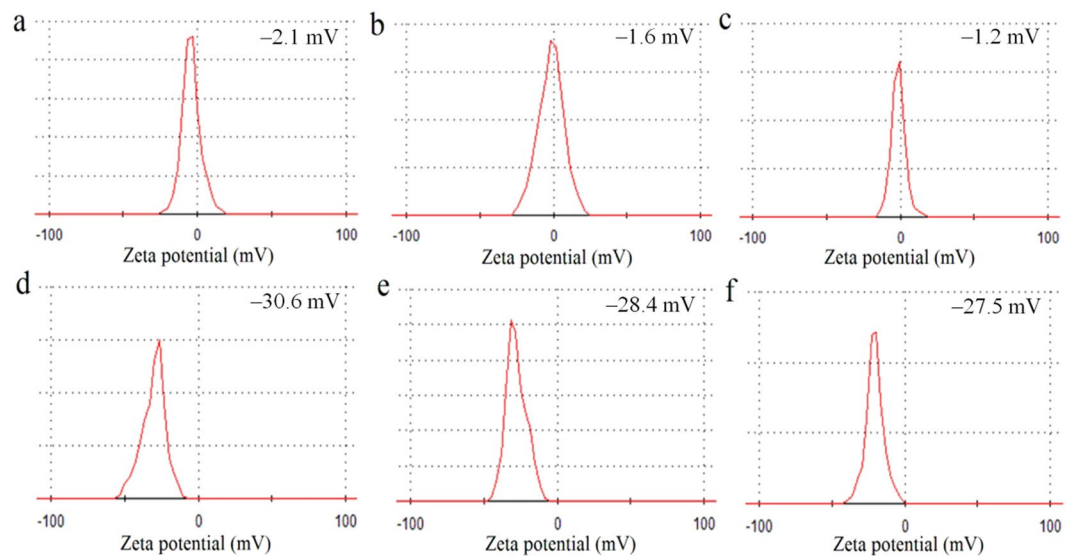 a
−2.1 mV
b
−1.6 mV
c
−1.2 mV
-100 0 100
Zeta potential (mV)
-100 0 100
Zeta potential (mV)
-100 0 100
Zeta potential (mV)
d
−30.6 mV
e
−28.4 mV
f
−27.5 mV
-100 0 100
Zeta potential (mV)
-100 0 100
Zeta potential (mV)
-100 0 100
Zeta potential (mV)